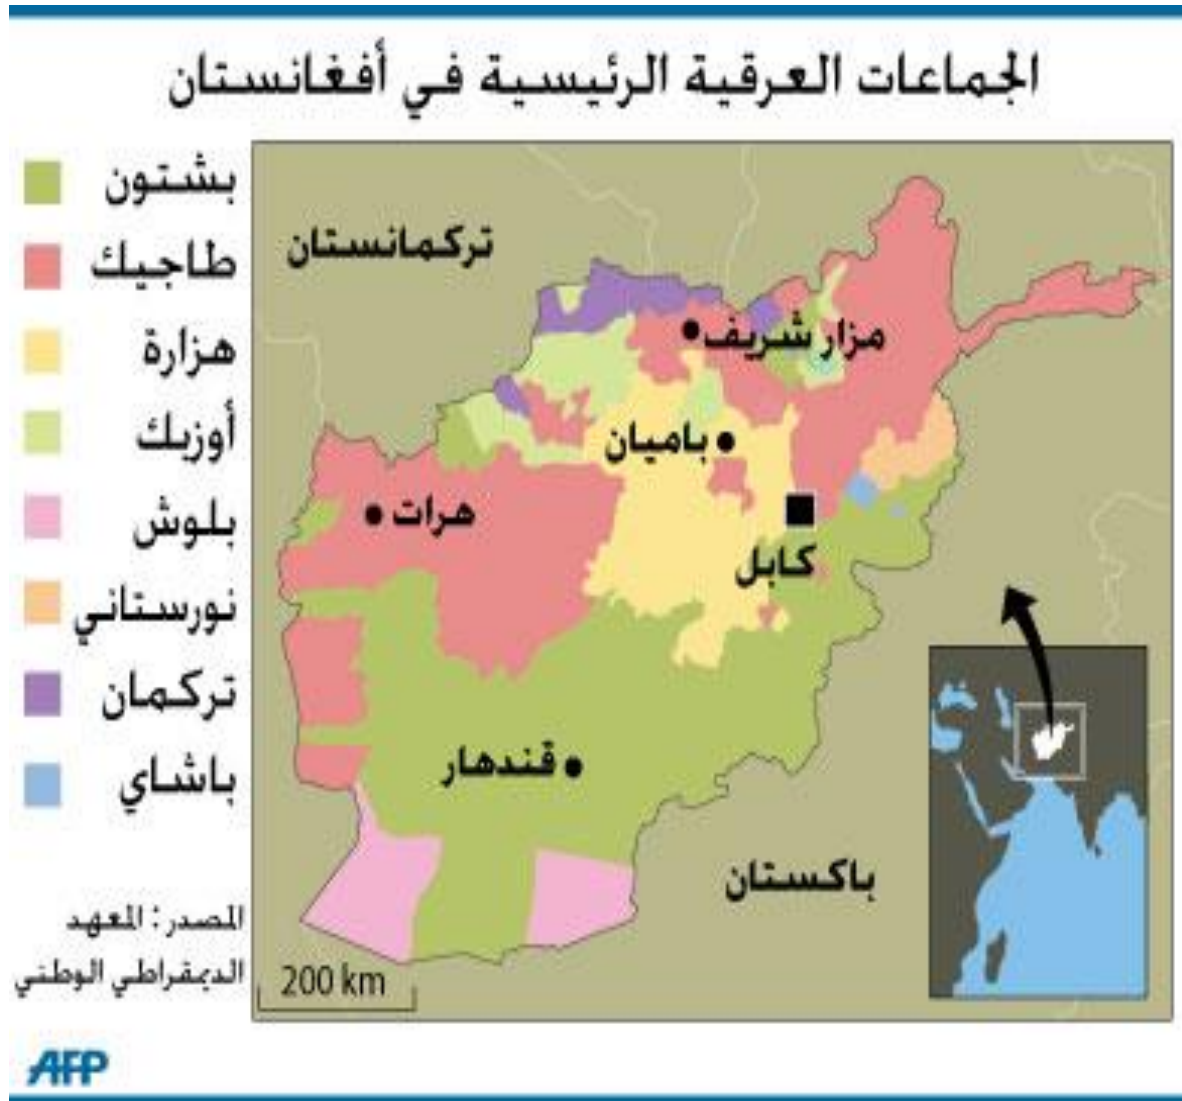 الجماعات العرقية الرئيسية في أفغانستان
بشتون
طاجيك
هزارة
أوزبك
بلوش
نورستاني
تركمان
باشاي
المصدر: المعهد
الديمقراطي الوطني
تركمانستان
مزار شريف
باميان
هرات
كابل
قندهار
باكستان
200 km
AFP